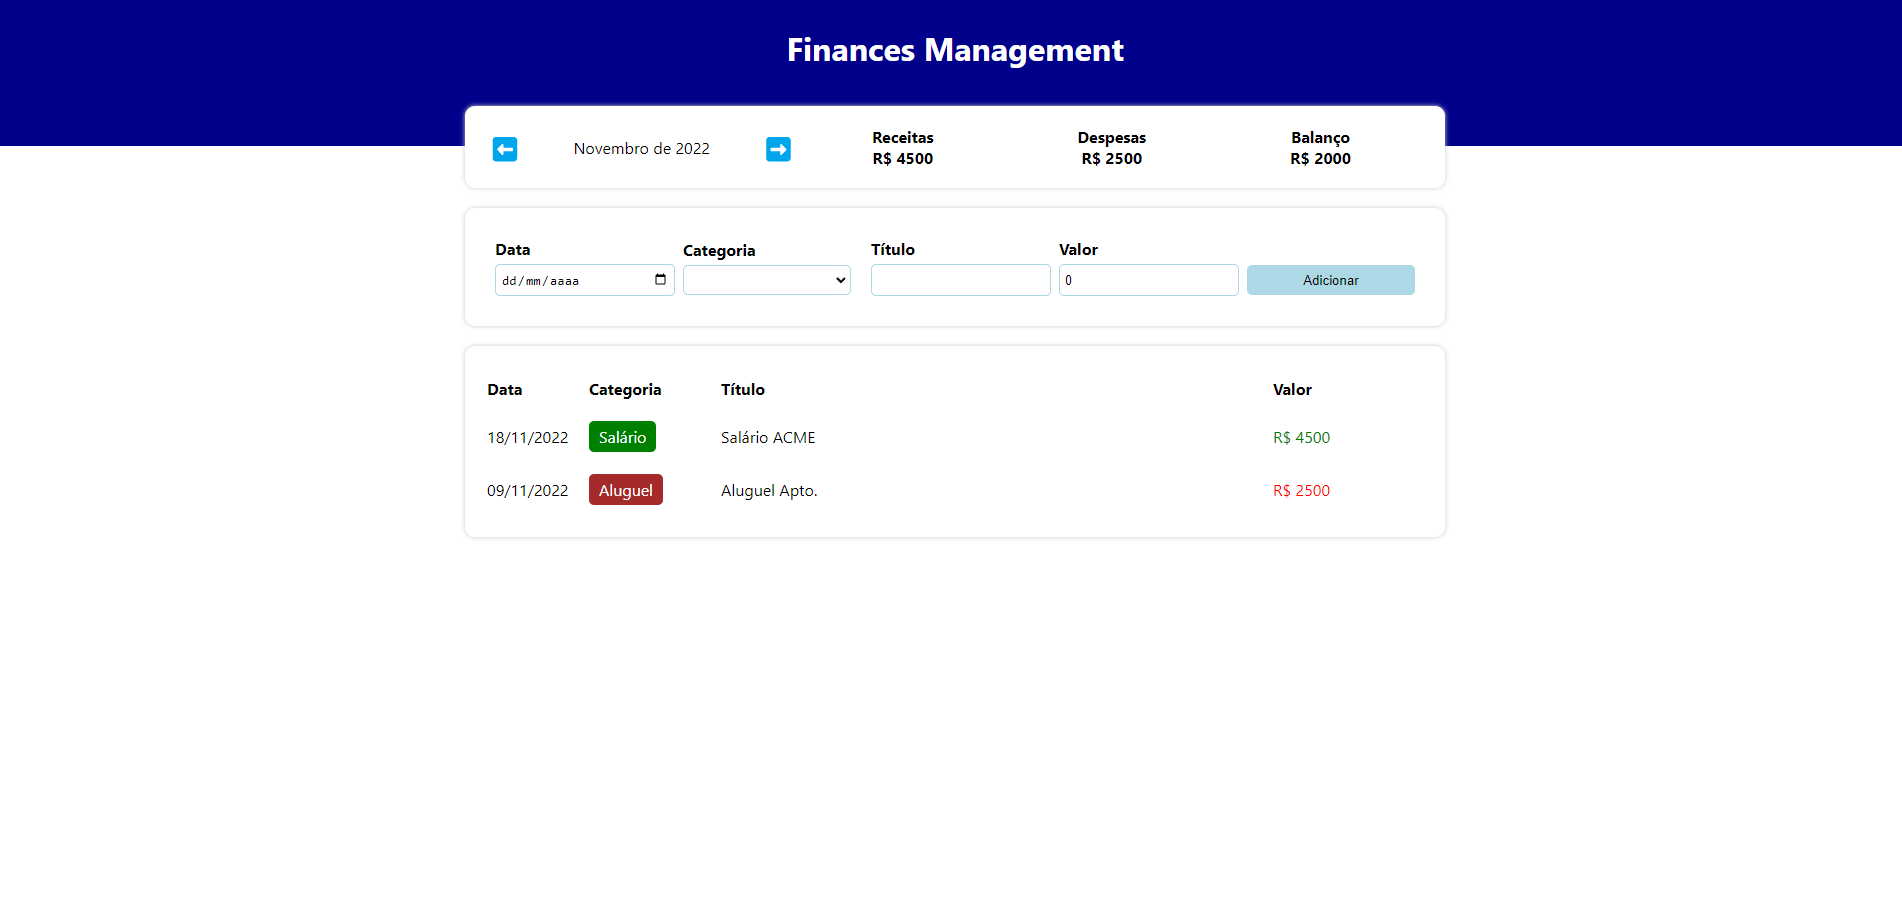 Finances Management
Novembro de 2022
Receitas
R$ 4500
Despesas
R$ 2500
Balanço
R$ 2000
Data
Categoria
Título
Valor
dd/mm/aaaa
0
Adicionar
Data Categoria Título Valor
18/11/2022 Salário Salário ACME R$ 4500
09/11/2022 Aluguel Aluguel Apto. R$ 2500